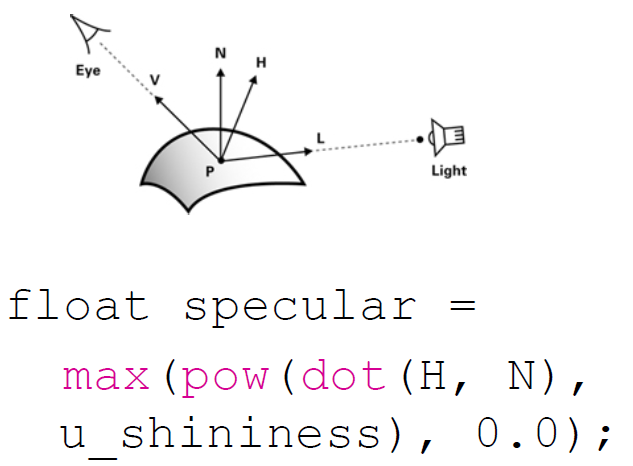 N
H
Eye
V
L
P
Light
float specular =
max(pow(dot(H, N),
u_shininess), 0.0);